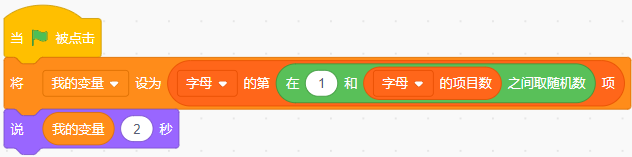 当 被点击
将 我的变量 设为 字母 的第 在 1 和 字母 的项目数 之间取随机数 项
说 我的变量 2 秒